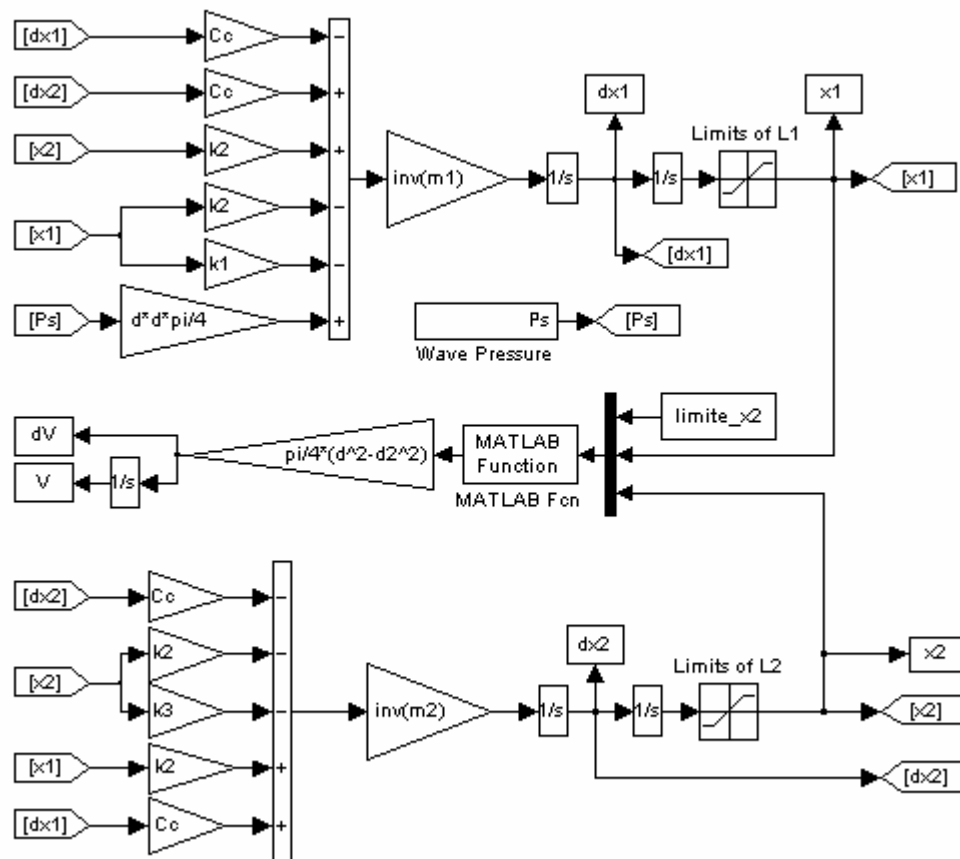 [dx1]
Cc
−
[dx2]
Cc
+
dx1
x1
[x2]
k2
+
Limits of L1
inv(m1)
1/s
1/s
[x1]
k2
−
[x1]
k1
−
[dx1]
[Ps]
d*d*pi/4
+
Ps
[Ps]
Wave Pressure
dV
limite_x2
pi/4*(d^2-d2^2)
MATLAB
Function
V
1/s
MATLAB Fcn
[dx2]
Cc
−
k2
−
dx2
x2
[x2]
Limits of L2
k3
−
inv(m2)
1/s
1/s
[x2]
[x1]
k2
+
[dx2]
[dx1]
Cc
+